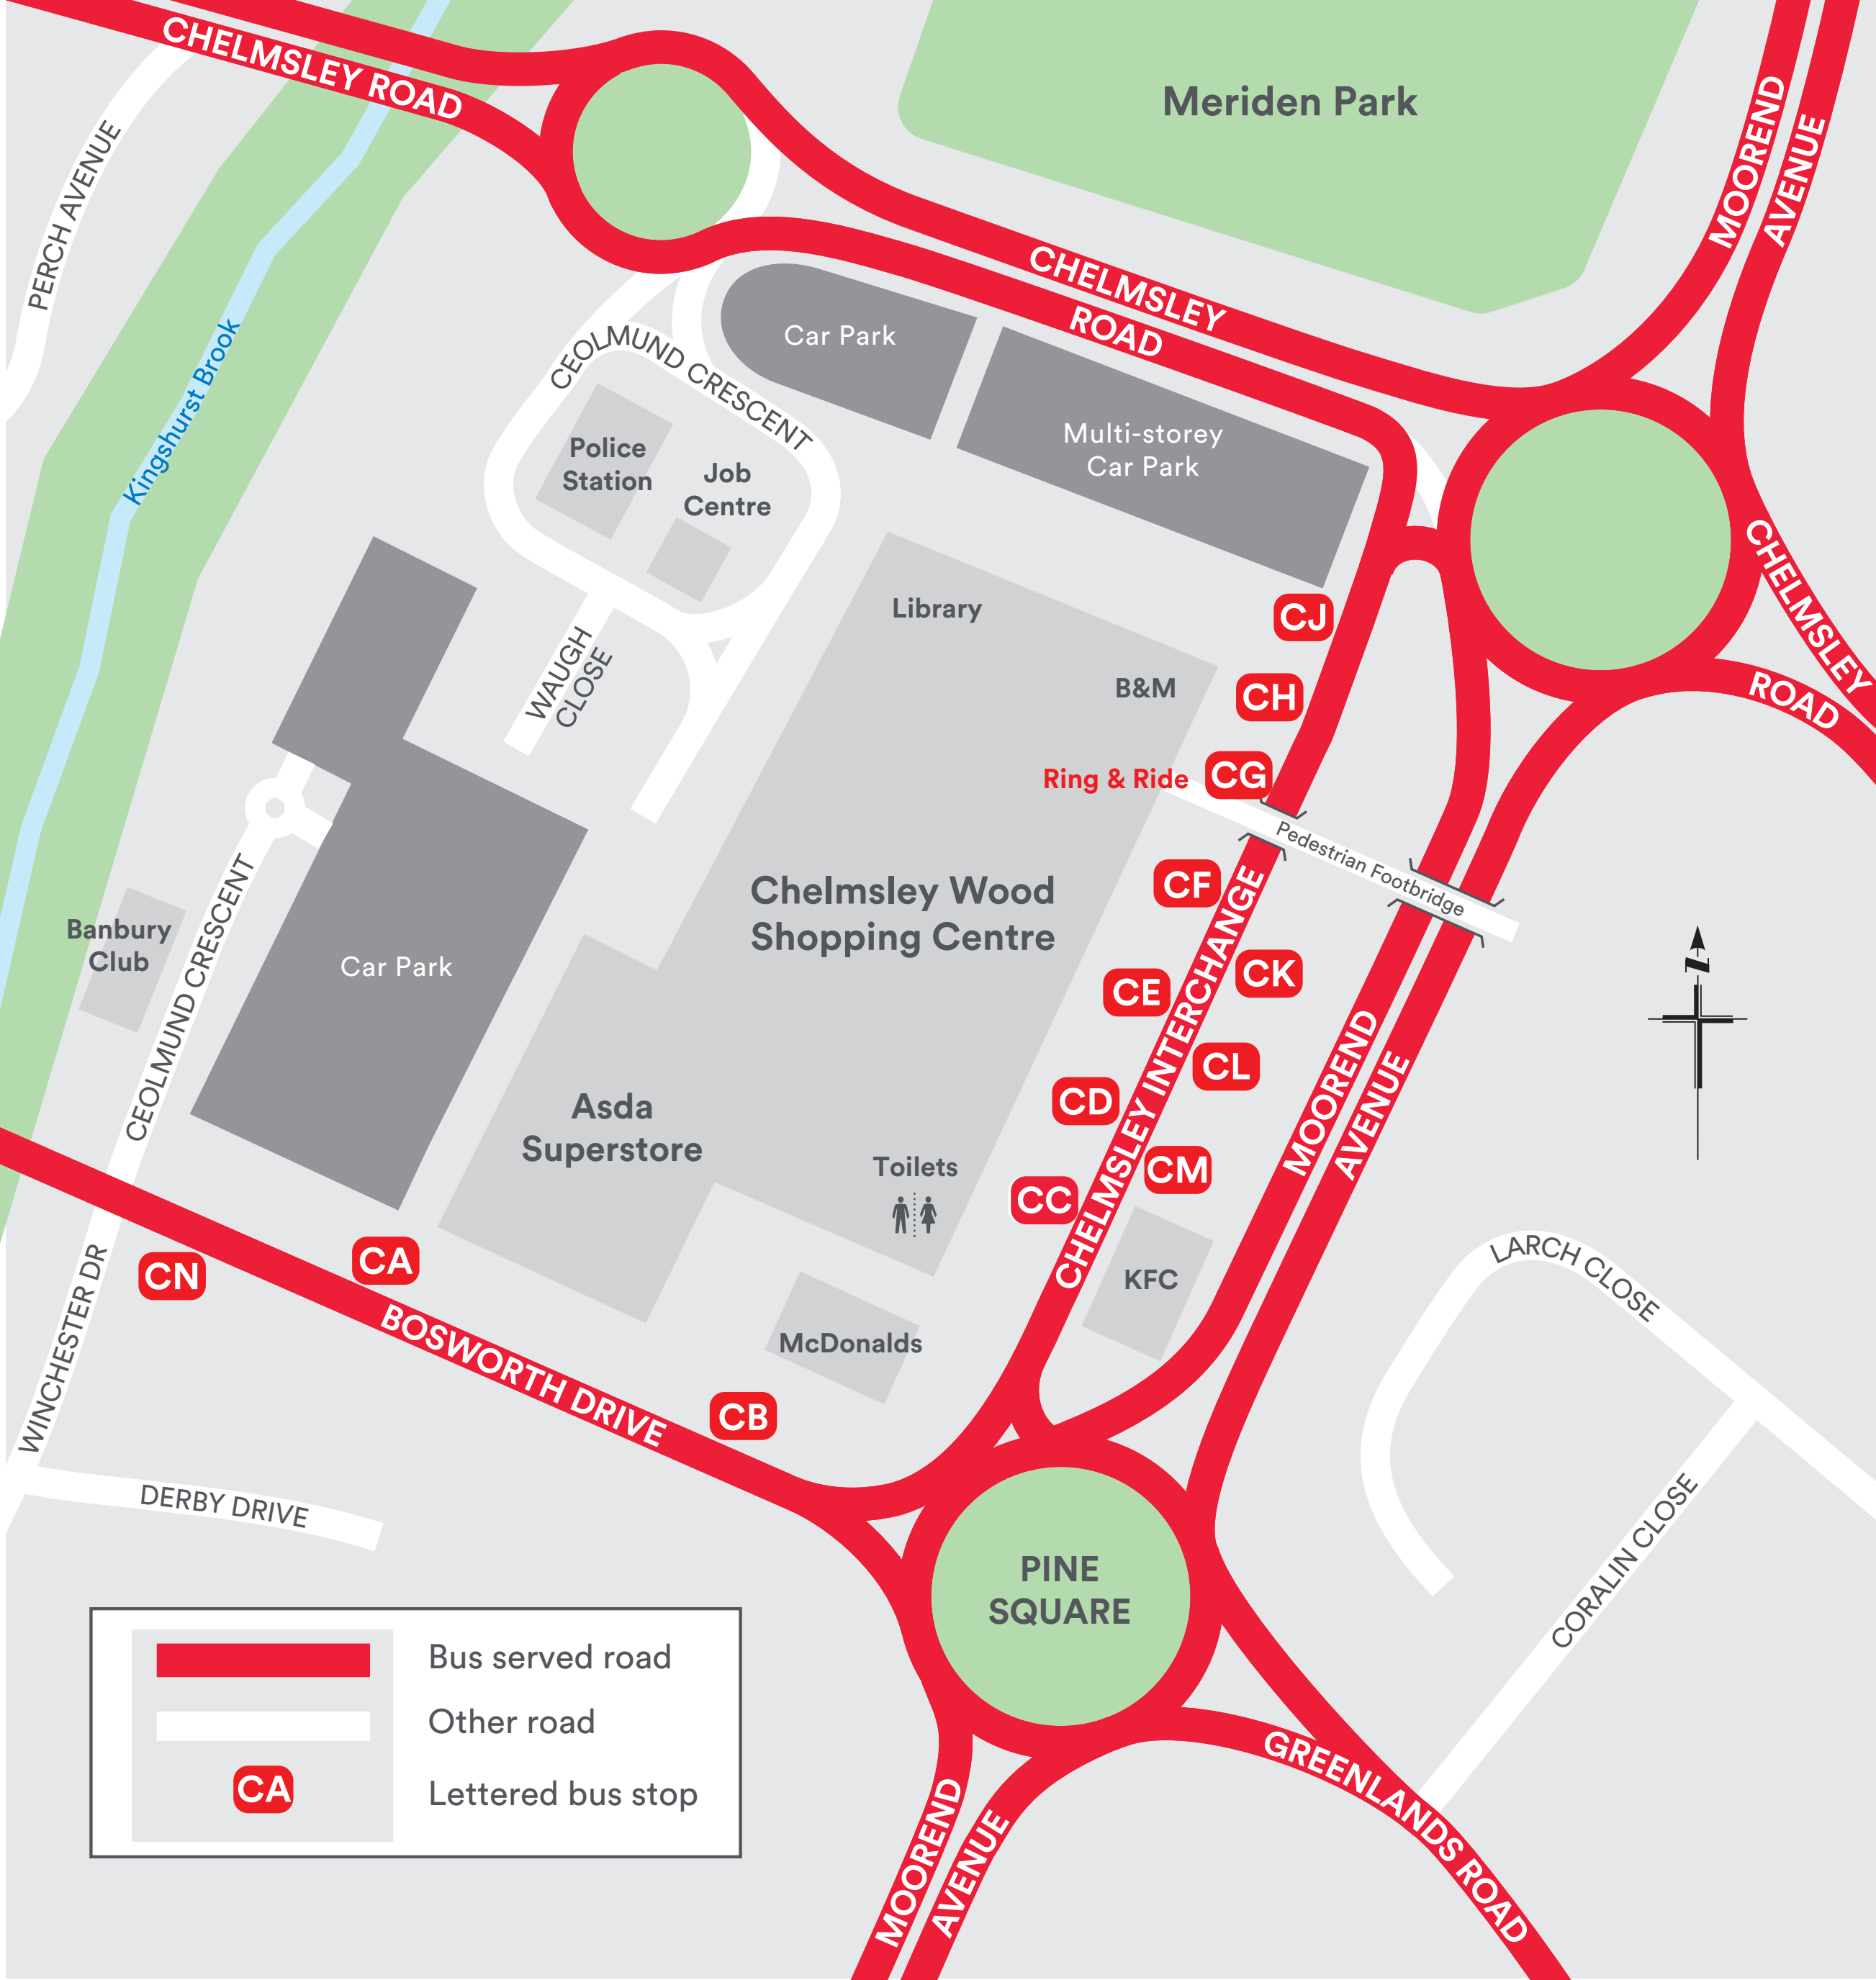 CHELMSLEY ROAD
Meriden Park
MOOREND
AVENUE
PERCH AVENUE
CHELMSLEY
ROAD
Car Park
Kingshurst Brook
CEOLMUND CRESCENT
Multi-storey
Car Park
Police
Station
Job
Centre
CHELMSLEY
ROAD
Library
CJ
B&M
CH
WAUGH
CLOSE
Ring & Ride
CG
Pedestrian Footbridge
CF
Chelmsley Wood
Shopping Centre
Banbury
Club
CEOLMUND CRESCENT
Car Park
CHELMSLEY INTERCHANGE
CK
CE
N
CL
CD
MOOREND
AVENUE
Asda
Superstore
Toilets
CM
CC
KFC
LARCH CLOSE
CN
CA
WINCHESTER DR
BOSWORTH DRIVE
McDonalds
CB
DERBY DRIVE
CORALIN CLOSE
PINE
SQUARE
Bus served road
Other road
CA
Lettered bus stop
MOOREND
AVENUE
GREENLANDS ROAD